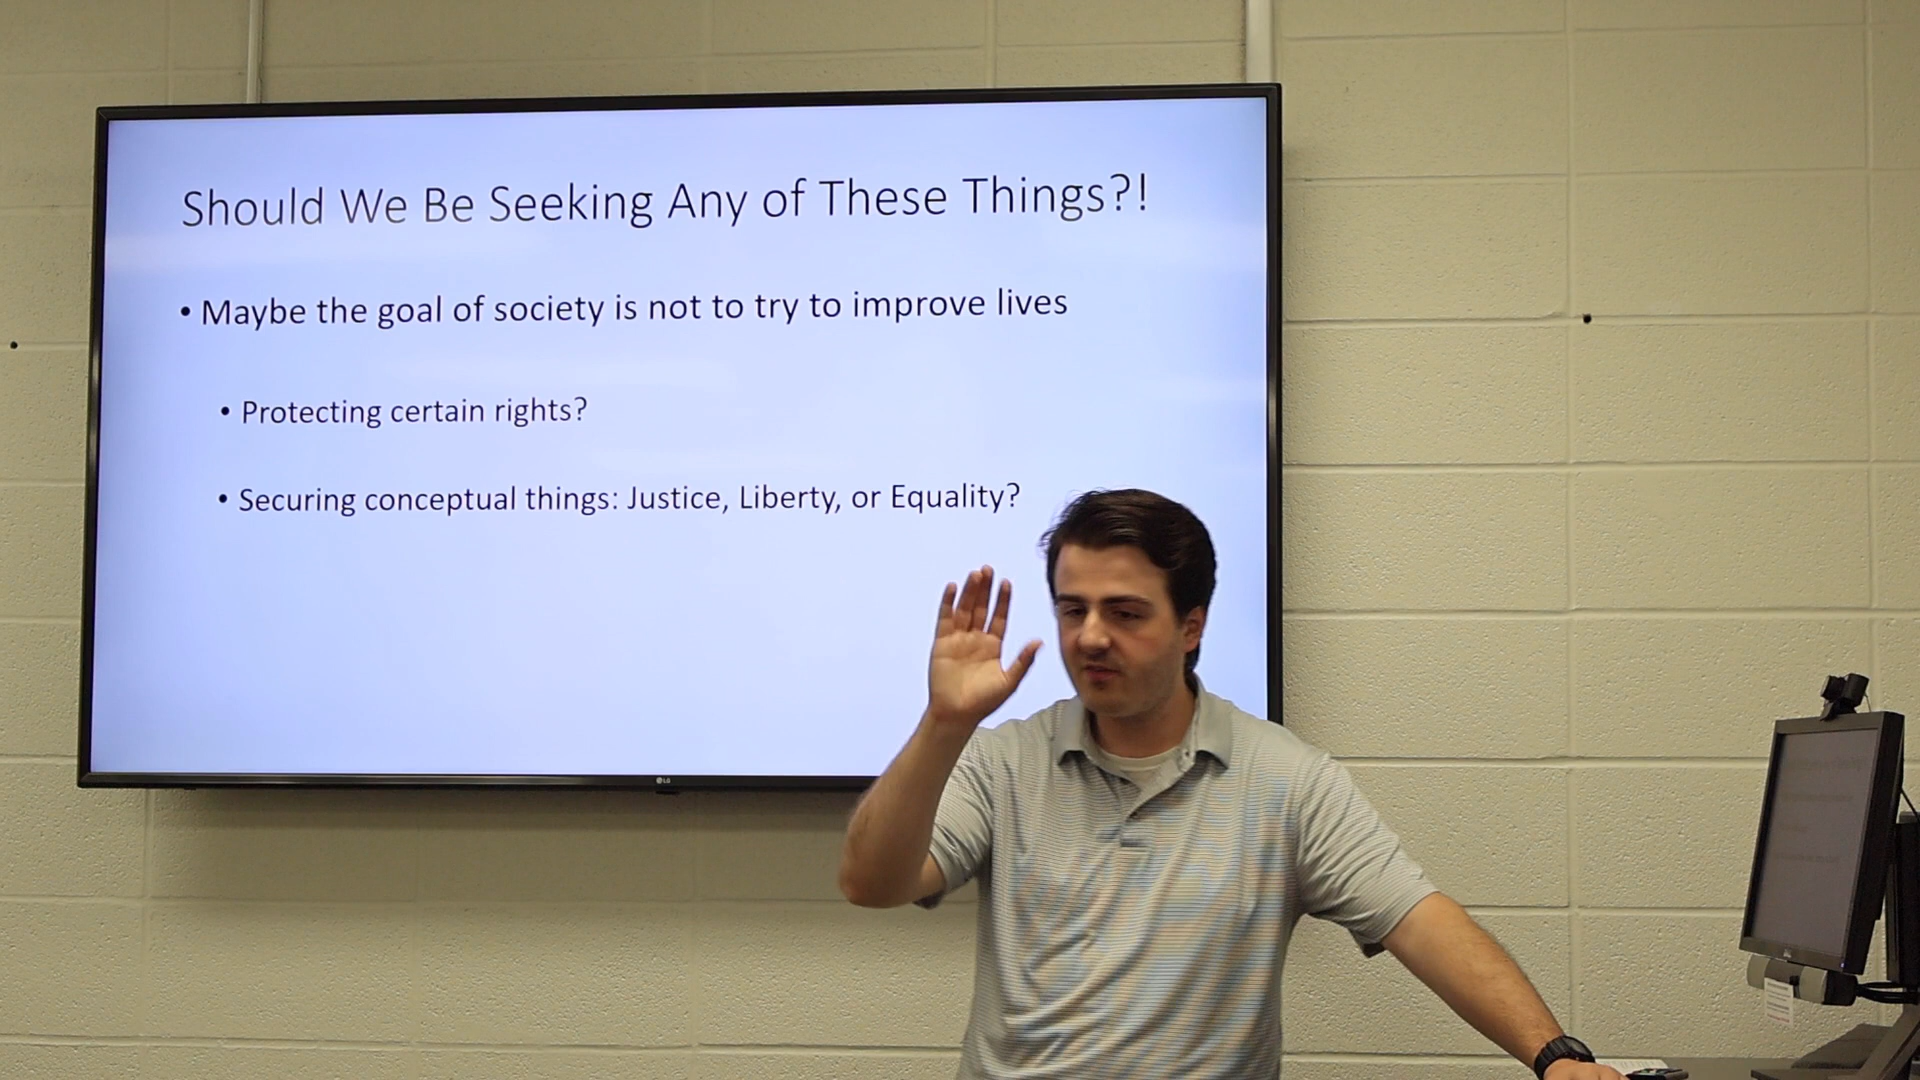 Should We Be Seeking Any of These Things?!
• Maybe the goal of society is not to try to improve lives
• Protecting certain rights?
• Securing conceptual things: Justice, Liberty, or Equality?
LG